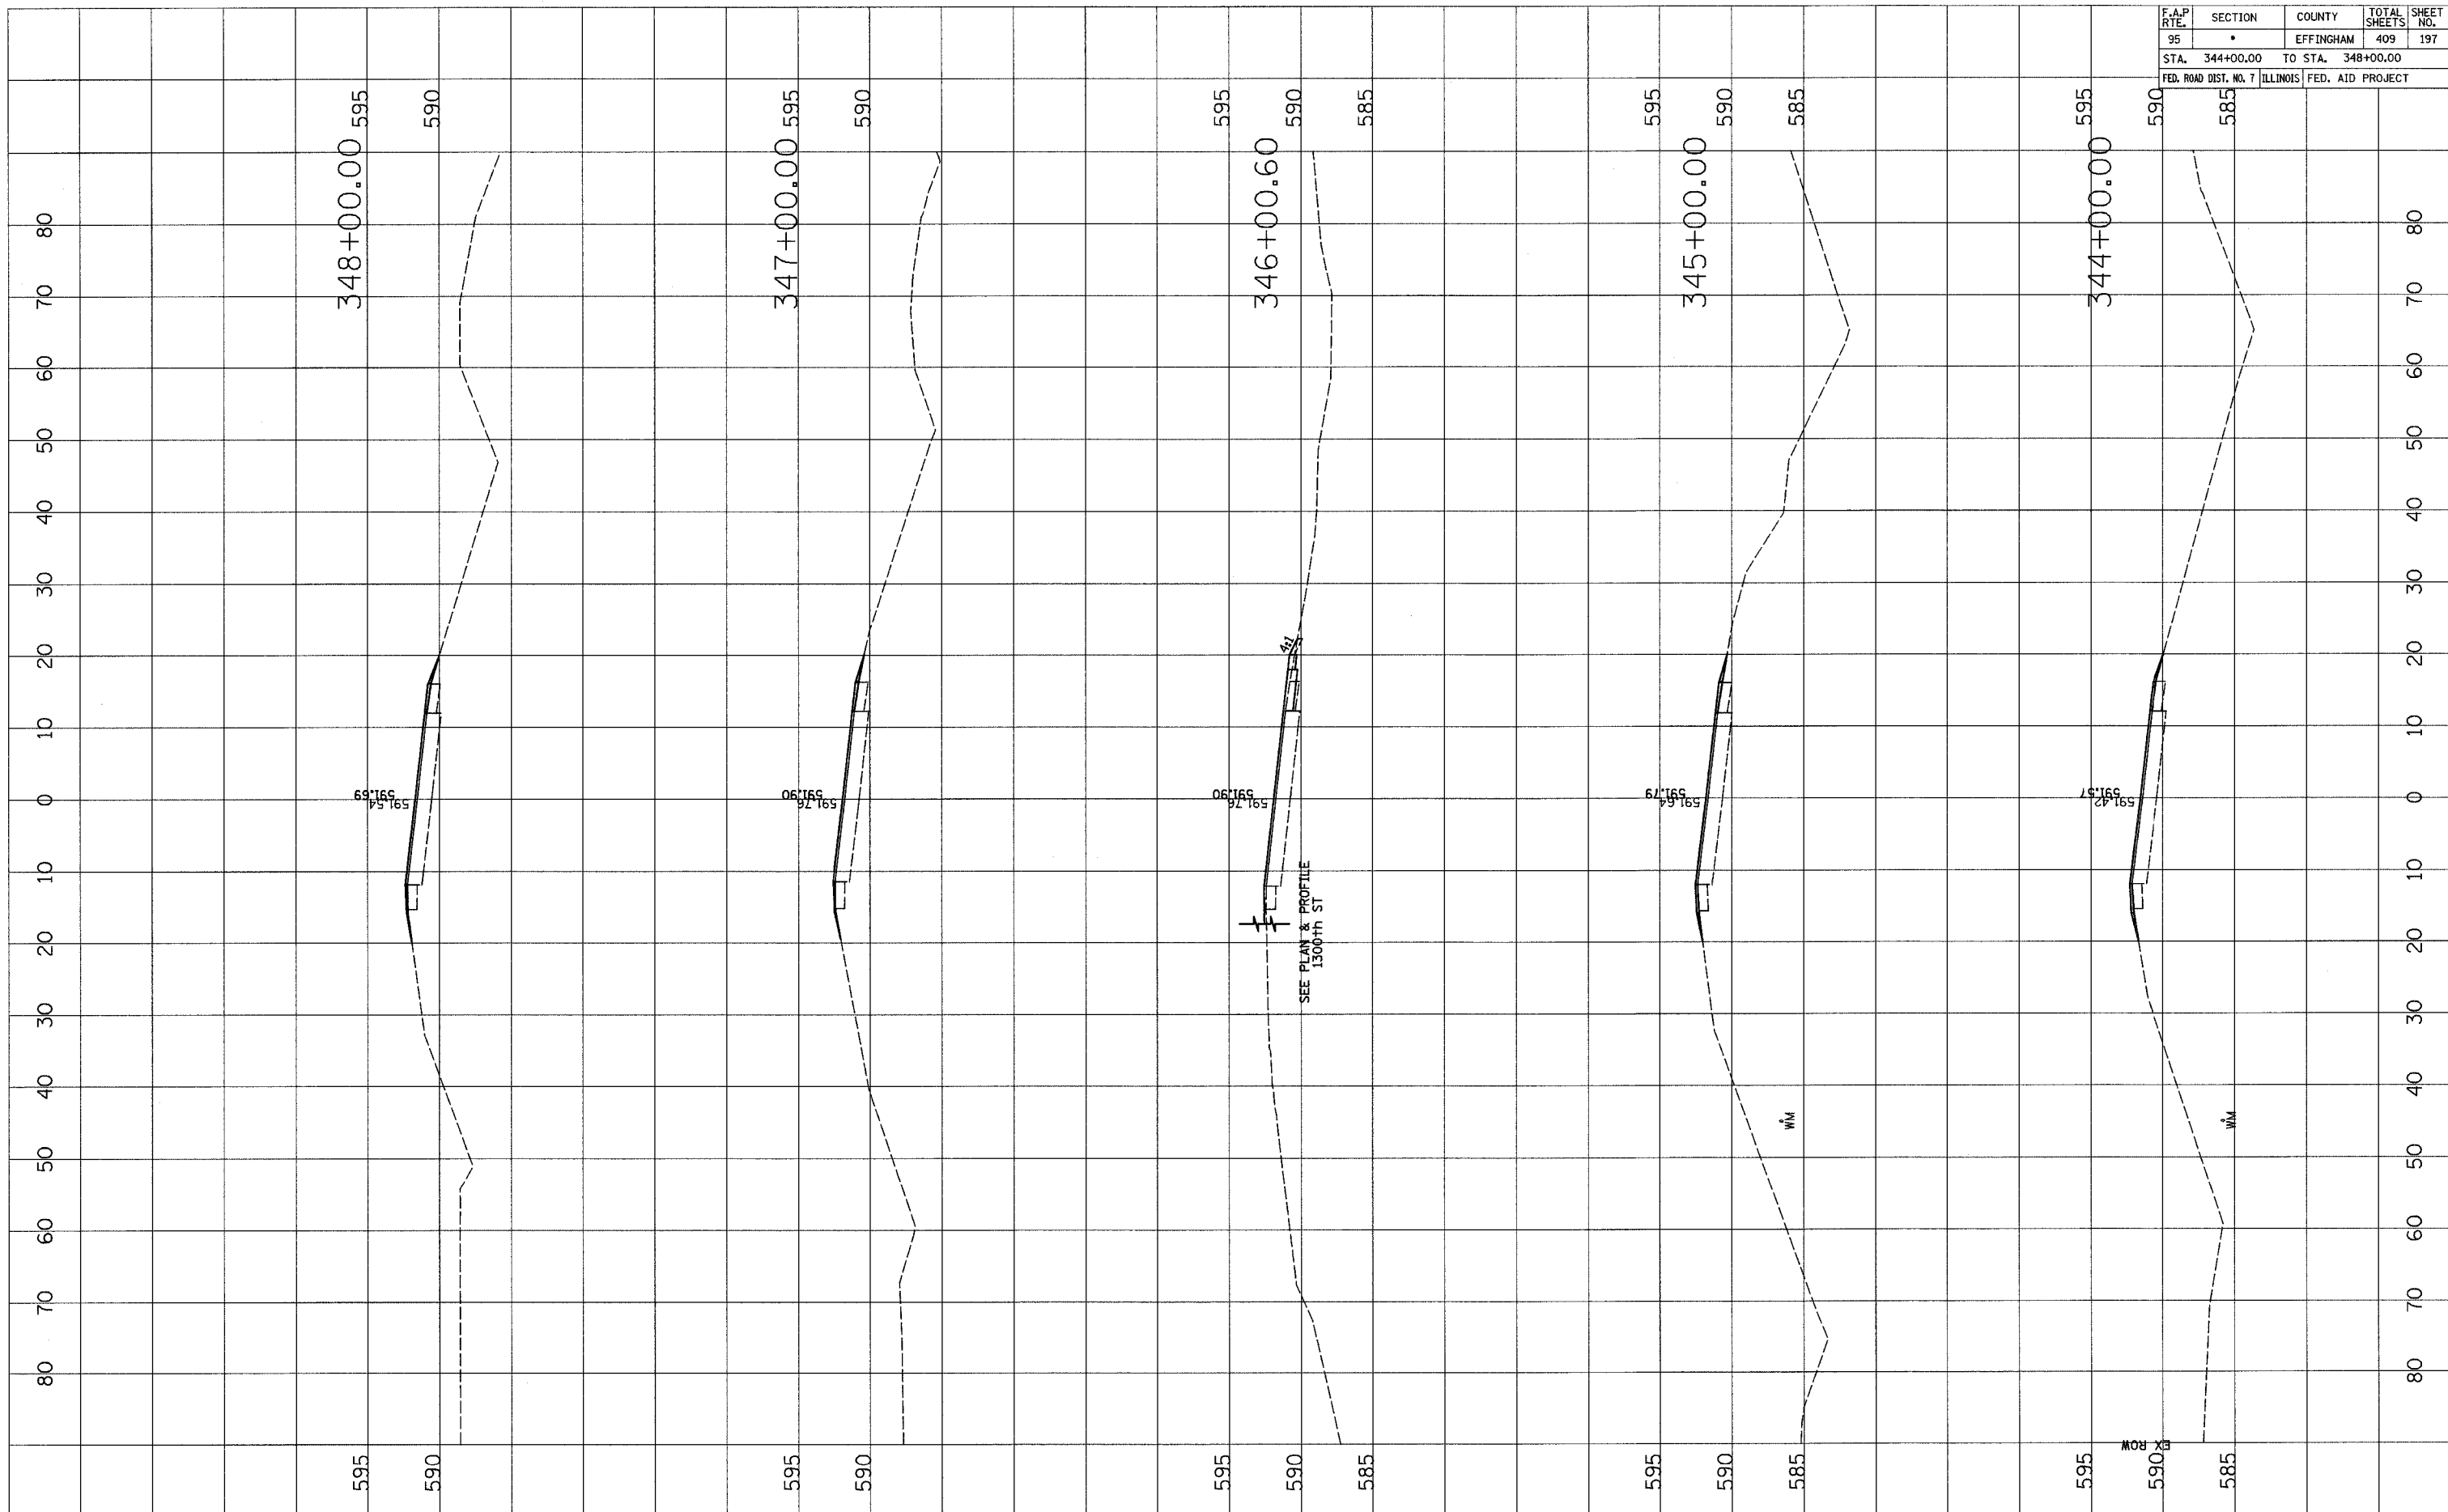 F.A.P RTE. SECTION COUNTY TOTAL SHEETS SHEET NO.
95 • EFFINGHAM 409 197
STA. 344+00.00 TO STA. 348+00.00
FED. ROAD DIST. NO. 7 ILLINOIS FED. AID PROJECT
595 590
595 590
595 590 585
595 590 585
595 590 585
348+00.00
347+00.00
346+00.60
345+00.00
344+00.00
80 80
70 70
60 60
50 50
40 40
30 30
20 20
4:1
10 10
591.69
591.54
591.90
591.76
591.90
591.76
591.79
591.64
591.57
591.42
0 0
10 10
SEE PLAN & PROFILE
1300th ST
20 20
30 30
40 40
WM
WM
50 50
60 60
70 70
80 80
EX ROW
595 590
595 590
595 590 585
595 590 585
595 590 585